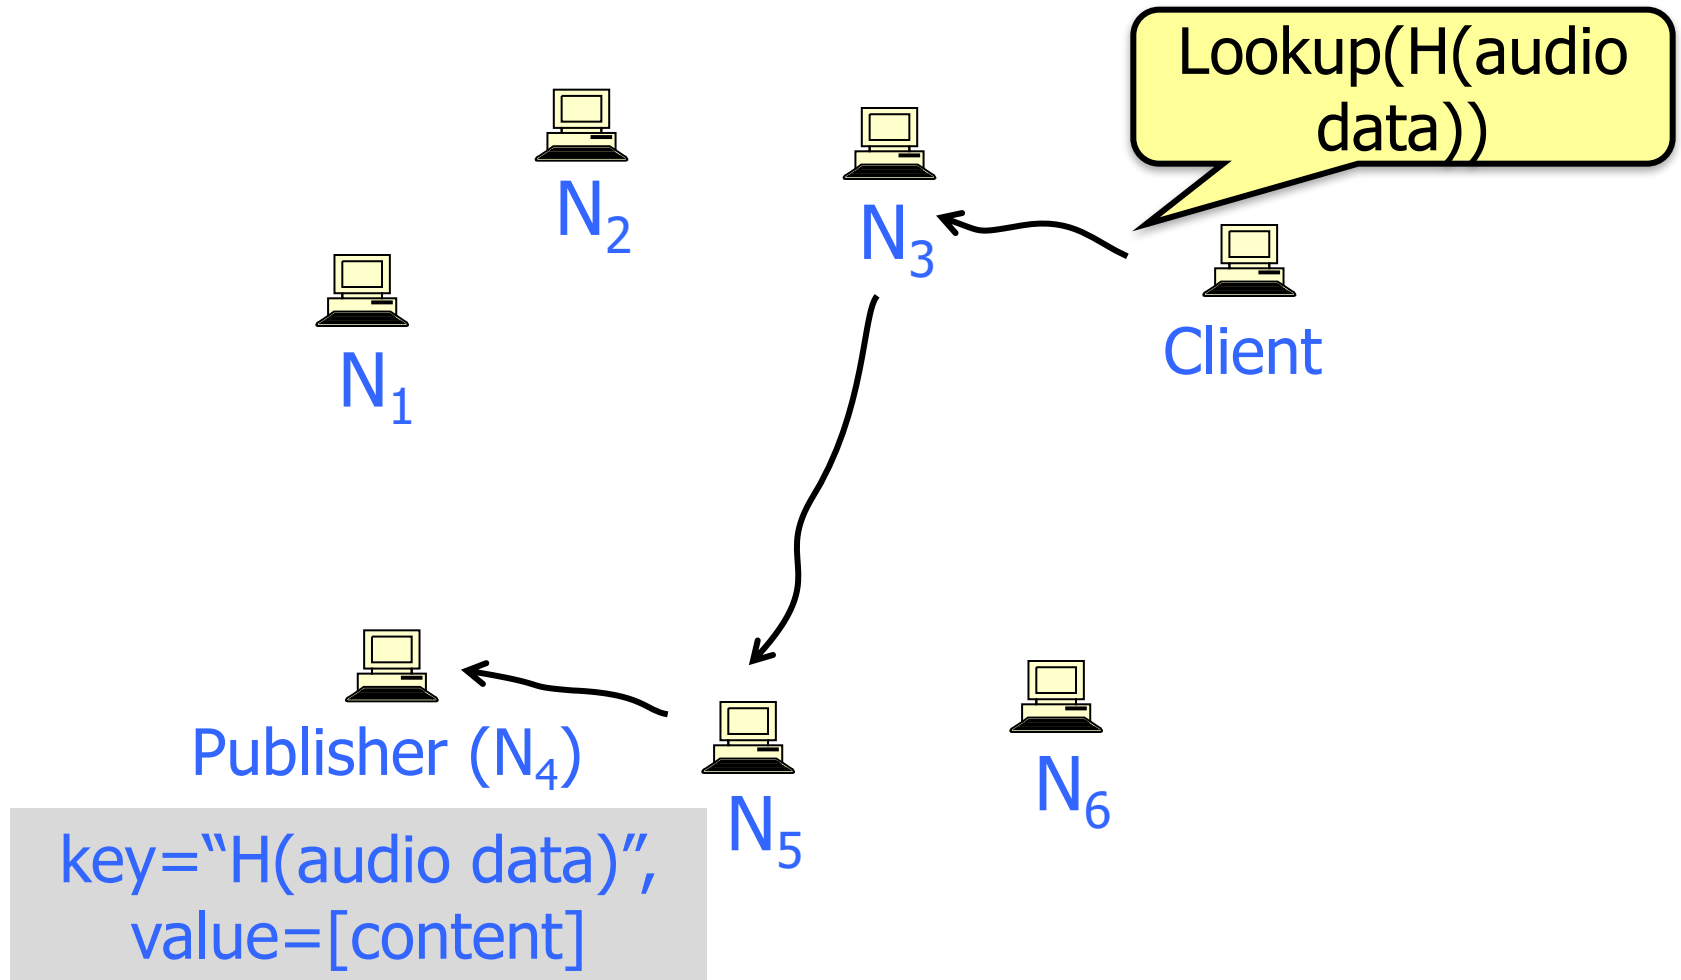 Lookup(H(audio
data))
N₂
N₃
N₁
Client
Publisher (N₄)
N₅
N₆
key=“H(audio data)”,
value=[content]